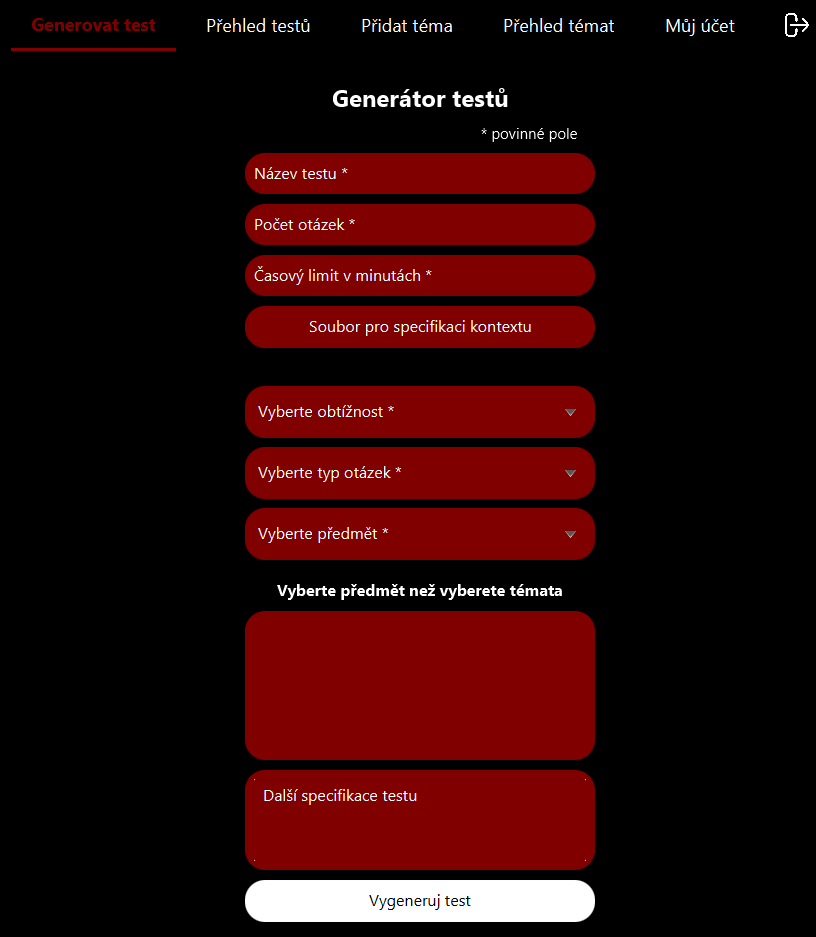 Generovat test Přehled testů Přidat téma Přehled témat Můj účet
Generátor testů
* povinné pole
Název testu *
Počet otázek *
Časový limit v minutách *
Soubor pro specifikaci kontextu
Vyberte obtížnost *
Vyberte typ otázek *
Vyberte předmět *
Vyberte předmět než vyberete témata
Další specifikace testu
Vygeneruj test